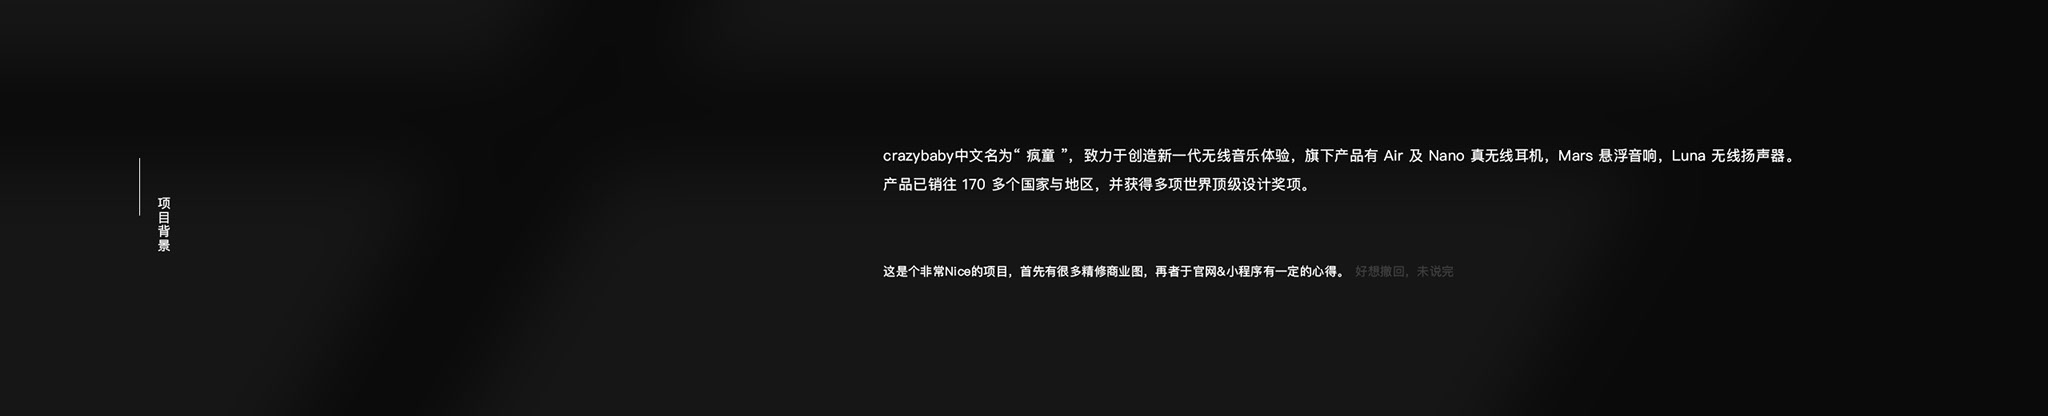 项目背景
crazybaby中文名为“ 疯童 ”，致力于创造新一代无线音乐体验，旗下产品有 Air 及 Nano 真无线耳机，Mars 悬浮音响，Luna 无线扬声器。
产品已销往 170 多个国家与地区，并获得多项世界顶级设计奖项。
这是个非常Nice的项目，首先有很多精修商业图，再者于官网&小程序有一定的心得。 好想撤回，未说完